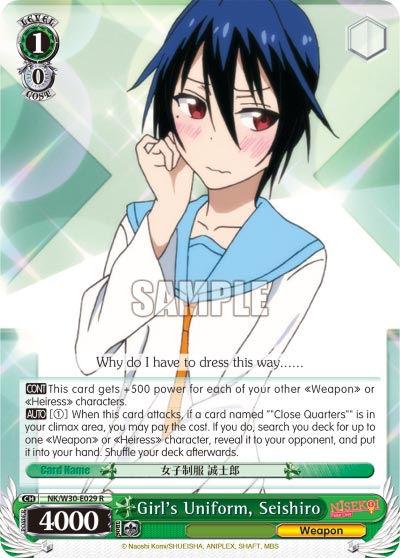 LEVEL
1
0
COST
SAMPLE
Why do I have to dress this way......
CONT This card gets +500 power for each of your other ≪Weapon≫ or
≪Heiress≫ characters.
AUTO [①] When this card attacks, if a card named ""Close Quarters"" is in
your climax area, you may pay the cost. If you do, search you deck for up to
one ≪Weapon≫ or ≪Heiress≫ character, reveal it to your opponent, and put
it into your hand. Shuffle your deck afterwards.
Card Name 女子制服 誠士郎
CH NK/W30-E029 R
POWER 4000 SOUL Girl's Uniform, Seishiro NISEKOI
FALSE LOVE
Weapon
© Naoshi Komi/SHUEISHA, ANIPLEX, SHAFT, MBS